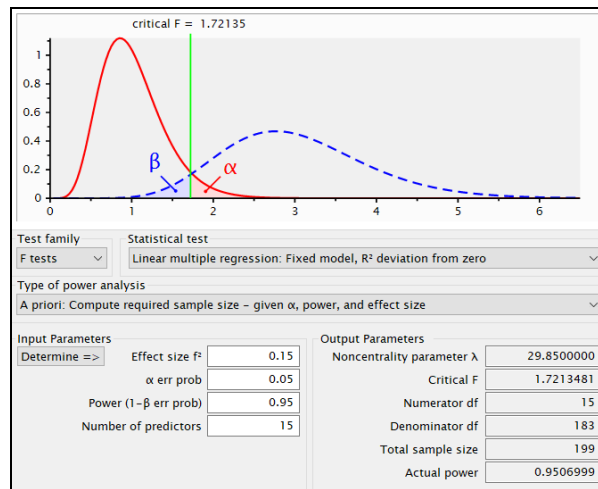 critical F = 1.72135
1
0.8
0.6
0.4
0.2
0
β
α
0 1 2 3 4 5 6
Test family Statistical test
F tests Linear multiple regression: Fixed model, R² deviation from zero
Type of power analysis
A priori: Compute required sample size – given α, power, and effect size
Input Parameters Output Parameters
Determine => Effect size f² 0.15 Noncentrality parameter λ 29.8500000
α err prob 0.05 Critical F 1.7213481
Power (1-β err prob) 0.95 Numerator df 15
Number of predictors 15 Denominator df 183
Total sample size 199
Actual power 0.9506999